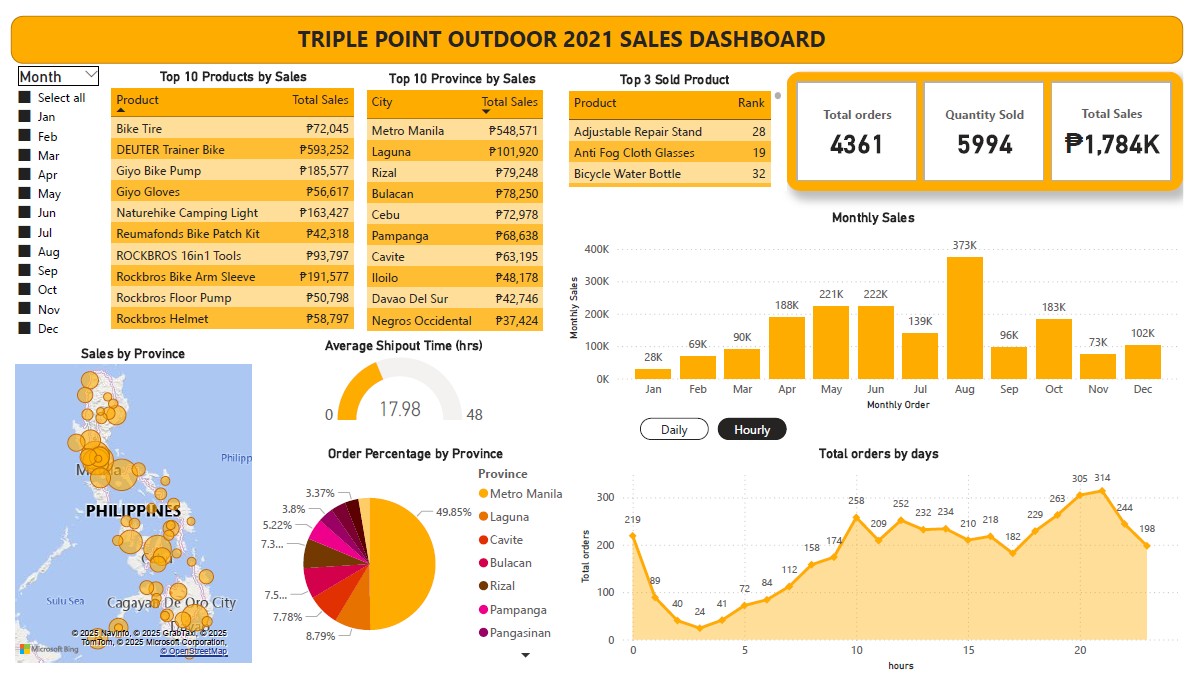 TRIPLE POINT OUTDOOR 2021 SALES DASHBOARD
Month
Select all
Jan
Feb
Mar
Apr
May
Jun
Jul
Aug
Sep
Oct
Nov
Dec
Top 10 Products by Sales
Product Total Sales
Bike Tire ₱72,045
DEUTER Trainer Bike ₱593,252
Giyo Bike Pump ₱185,577
Giyo Gloves ₱56,617
Naturehike Camping Light ₱163,427
Reumafonds Bike Patch Kit ₱42,318
ROCKBROS 16in1 Tools ₱93,797
Rockbros Bike Arm Sleeve ₱191,577
Rockbros Floor Pump ₱50,798
Rockbros Helmet ₱58,797
Top 10 Province by Sales
City Total Sales
Metro Manila ₱548,571
Laguna ₱101,920
Rizal ₱79,248
Bulacan ₱78,250
Cebu ₱72,978
Pampanga ₱68,638
Cavite ₱63,195
Iloilo ₱48,178
Davao Del Sur ₱42,746
Negros Occidental ₱37,424
Top 3 Sold Product
Product Rank
Adjustable Repair Stand 28
Anti Fog Cloth Glasses 19
Bicycle Water Bottle 32
Total orders
4361
Quantity Sold
5994
Total Sales
₱1,784K
Monthly Sales
Monthly Sales
400K
300K
200K
100K
0K
28K 69K 90K 188K 221K 222K 139K 373K 96K 183K 73K 102K
Jan Feb Mar Apr May Jun Jul Aug Sep Oct Nov Dec
Monthly Order
Sales by Province
PHILIPPINES
Philipp
Sulu Sea
Cagayan De Oro City
© 2025 NavInfo, © 2025 GrabTaxi, © 2025
TomTom, © 2025 Microsoft Corporation,
© OpenStreetMap
Microsoft Bing
Average Shipout Time (hrs)
0 17.98 48
Order Percentage by Province
49.85%
8.79%
7.78%
7.5...
7.3...
5.22%
3.8%
3.37%
Province
Metro Manila
Laguna
Cavite
Bulacan
Rizal
Pampanga
Pangasinan
Daily Hourly
Total orders by days
Total orders
300
200
100
0
219 89 40 24 41 72 84 112 158 174 258 209 252 232 234 210 218 182 229 263 305 314 244 198
0 5 10 15 20
hours